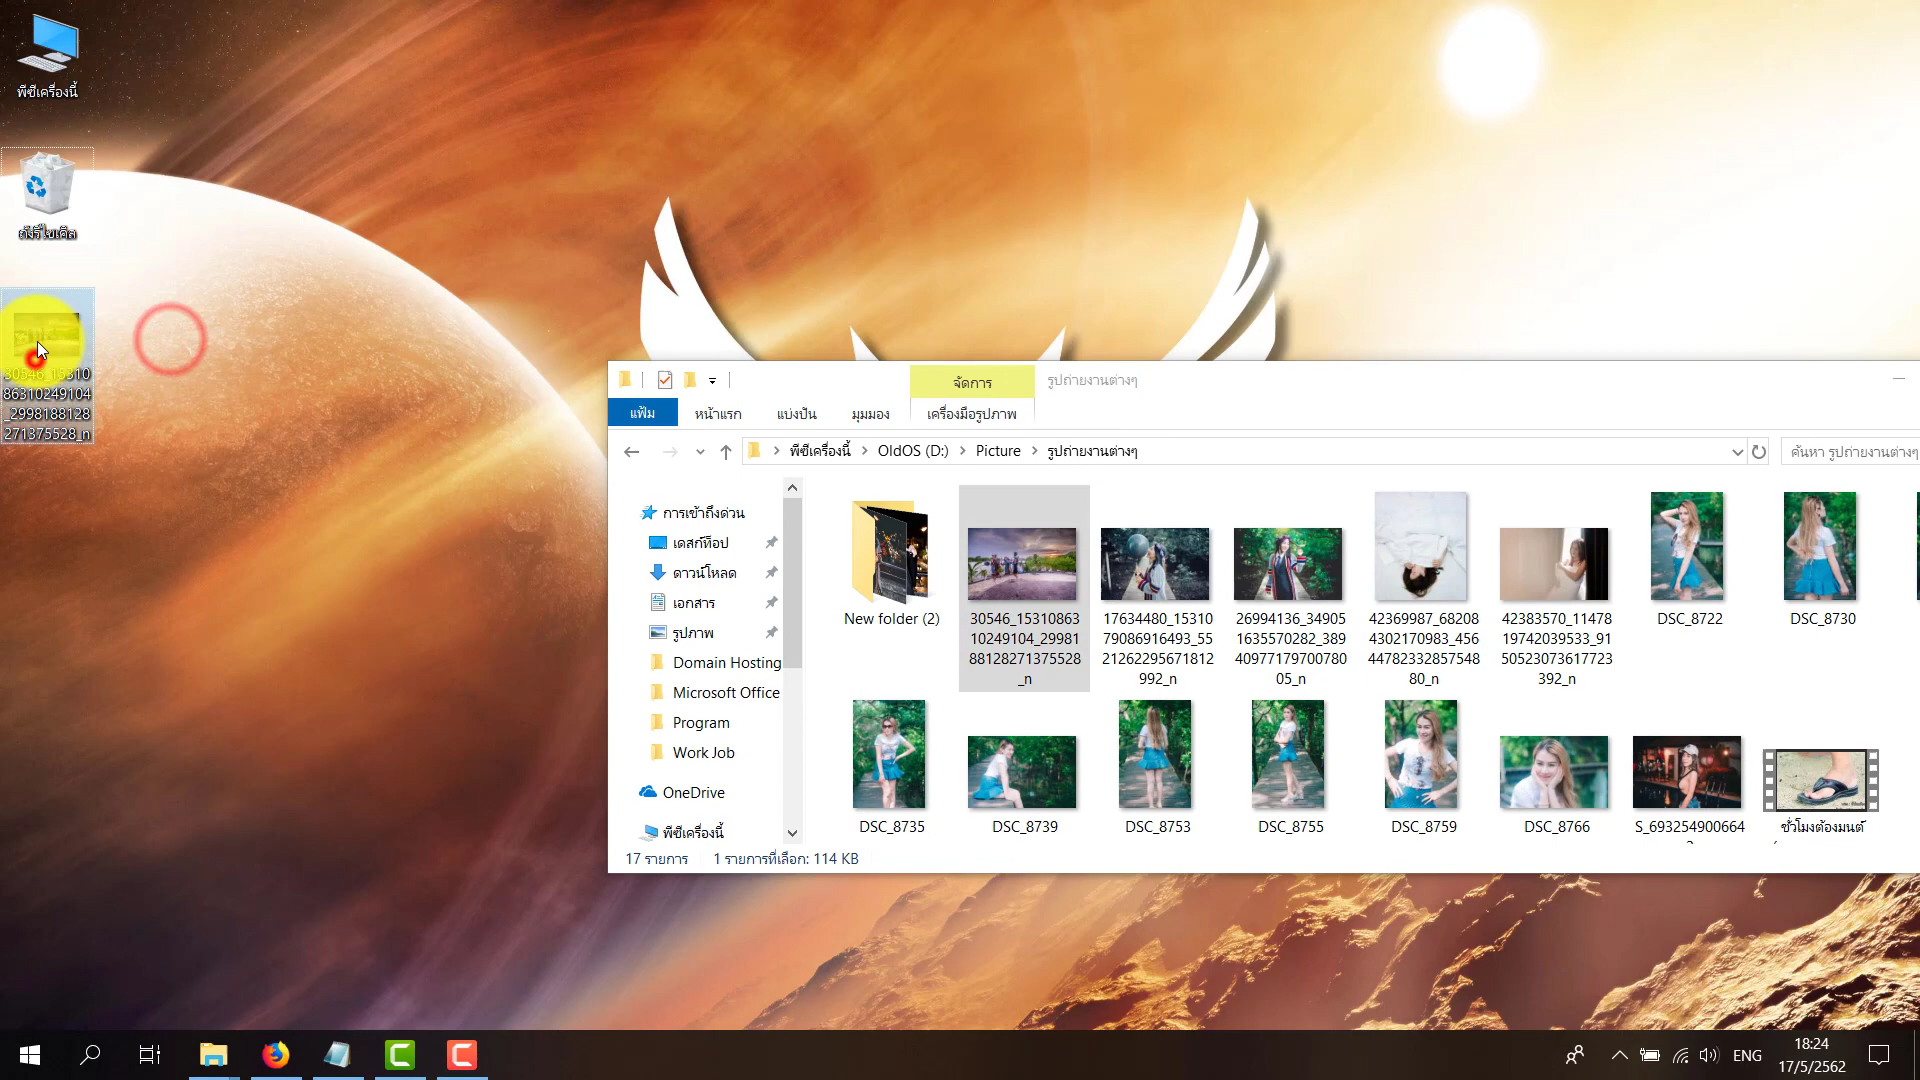 พีซีเครื่องนี้
ถังรีไซเคิล
30546_15310
86310249104
_2998188128
271375528_n
จัดการ
รูปถ่ายงานต่างๆ
แฟ้ม
หน้าแรก
แบ่งปัน
มุมมอง
เครื่องมือรูปภาพ
พีซีเครื่องนี้ > OldOS (D:) > Picture > รูปถ่ายงานต่างๆ
ค้นหา รูปถ่ายงานต่างๆ
การเข้าถึงด่วน
เดสก์ท็อป
ดาวน์โหลด
เอกสาร
รูปภาพ
Domain Hosting
Microsoft Office
Program
Work Job
OneDrive
พีซีเครื่องนี้
New folder (2)
30546_15310863
10249104_29981
88128271375528
_n
17634480_15310
79086916493_55
21262295671812
992_n
26994136_34905
1635570282_389
40977179700780
05_n
42369987_68208
4302170983_456
44782332857548
80_n
42383570_11478
19742039533_91
50523073617723
392_n
DSC_8722
DSC_8730
DSC_8735
DSC_8739
DSC_8753
DSC_8755
DSC_8759
DSC_8766
S_693254900664
ชั่วโมงต้องมนต์
17 รายการ
1 รายการที่เลือก: 114 KB
ENG
18:24
17/5/2562